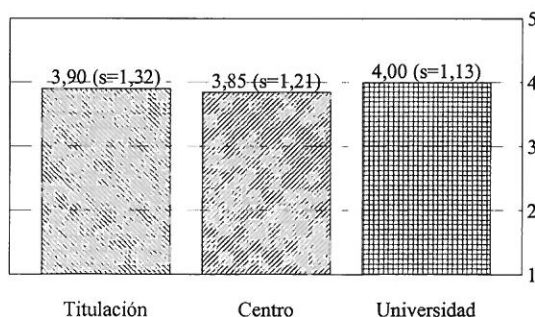 5
3,90 (s=1,32) 3,85 (s=1,21) 4,00 (s=1,13)
4
3
2
1
Titulación Centro Universidad